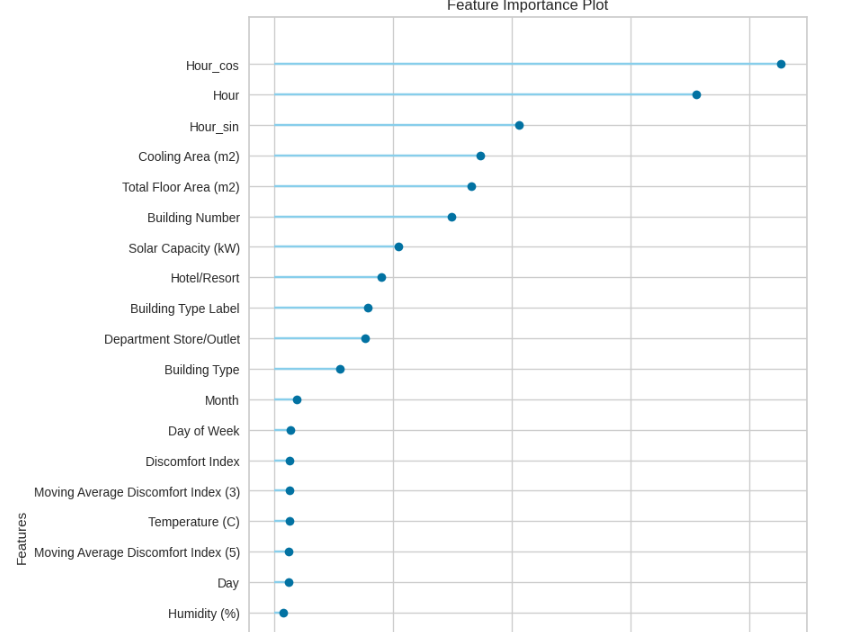 Feature Importance Plot
Hour_cos
Hour
Hour_sin
Cooling Area (m2)
Total Floor Area (m2)
Building Number
Solar Capacity (kW)
Hotel/Resort
Building Type Label
Department Store/Outlet
Building Type
Month
Day of Week
Discomfort Index
Moving Average Discomfort Index (3)
Temperature (C)
Moving Average Discomfort Index (5)
Day
Humidity (%)
Features